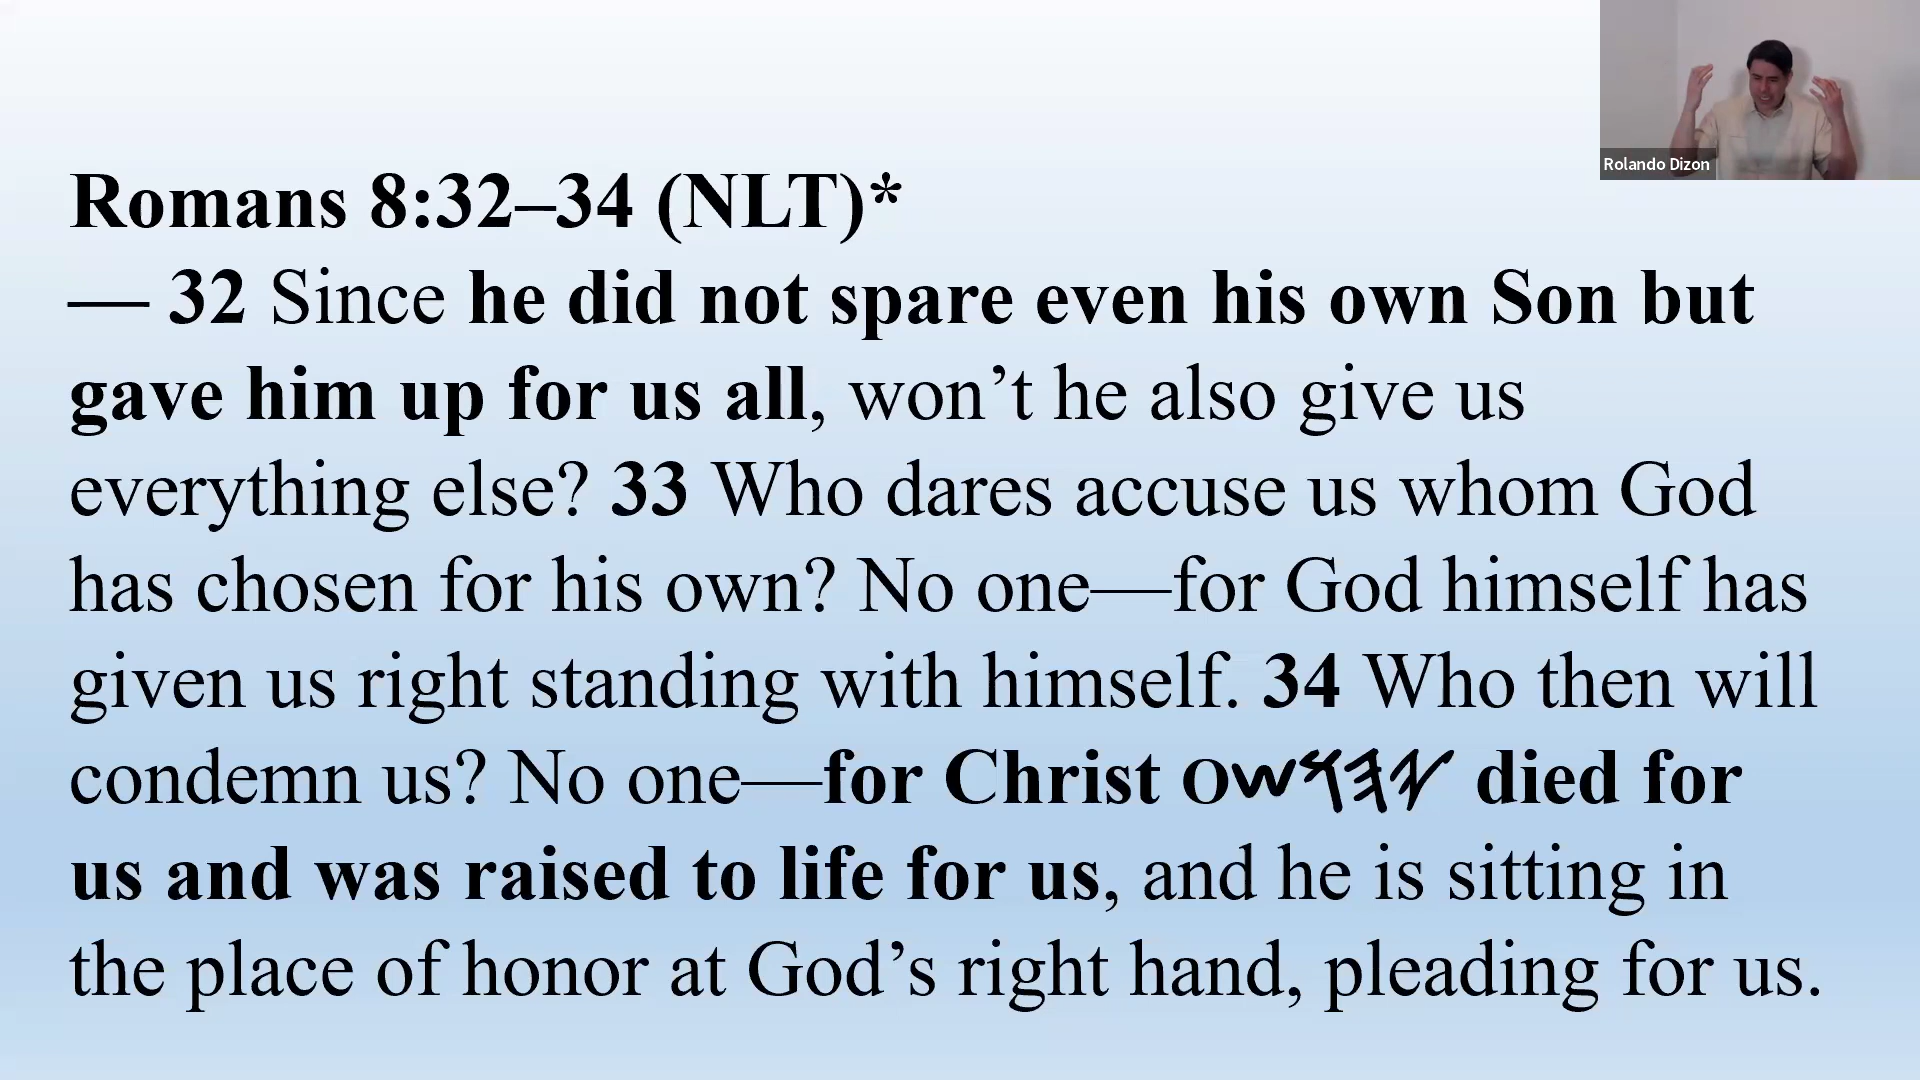 Rolando Dizon
Romans 8:32–34 (NLT)*
— 32 Since he did not spare even his own Son but
gave him up for us all, won’t he also give us
everything else? 33 Who dares accuse us whom God
has chosen for his own? No one—for God himself has
given us right standing with himself. 34 Who then will
condemn us? No one—for Christ 𐤉𐤄𐤅𐤔𐤏 died for
us and was raised to life for us, and he is sitting in
the place of honor at God’s right hand, pleading for us.